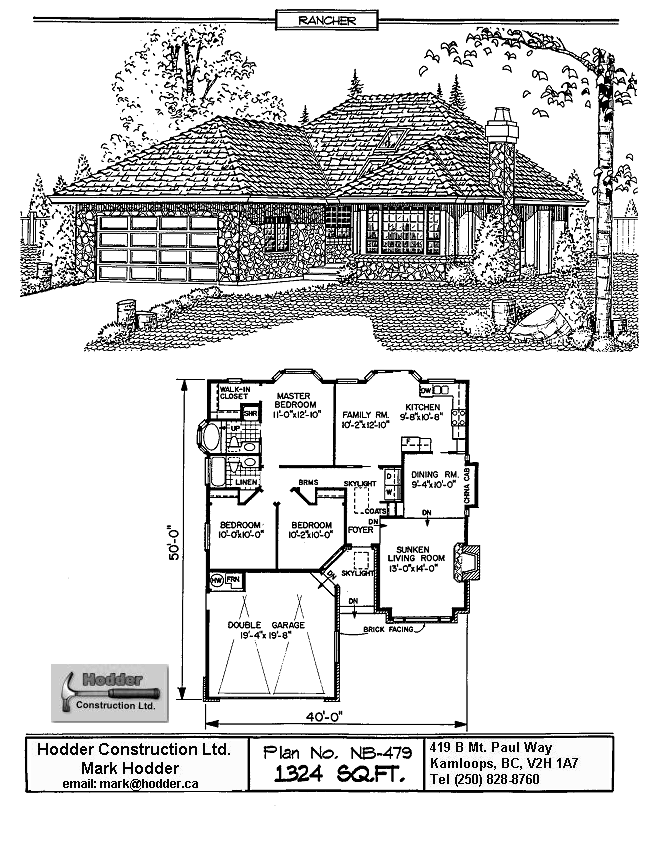 RANCHER
WALK-IN
CLOSET
SHR
UP
LINEN
MASTER
BEDROOM
11'-0"x12'-10"
FAMILY RM.
10'-2"x12'-10"
KITCHEN
9'-8"x10'-8"
DW
F
DINING RM.
9'-4"x10'-0"
CHINA CAB
BRMS
SKYLIGHT
D
W
COATS
DN
DN
FOYER
BEDROOM
10'-0"x10'-0"
BEDROOM
10'-2"x10'-0"
SUNKEN
LIVING ROOM
13'-0"x14'-0"
HW
FRN
DN
SKYLIGHT
DN
DOUBLE GARAGE
19'-4"x19'-8"
BRICK FACING
50'-0"
40'-0"
Hodder
Construction Ltd.
Hodder Construction Ltd.
Mark Hodder
email: mark@hodder.ca
Plan No. NB-479
1324 SQ.FT.
419 B Mt. Paul Way
Kamloops, BC, V2H 1A7
Tel (250) 828-8760